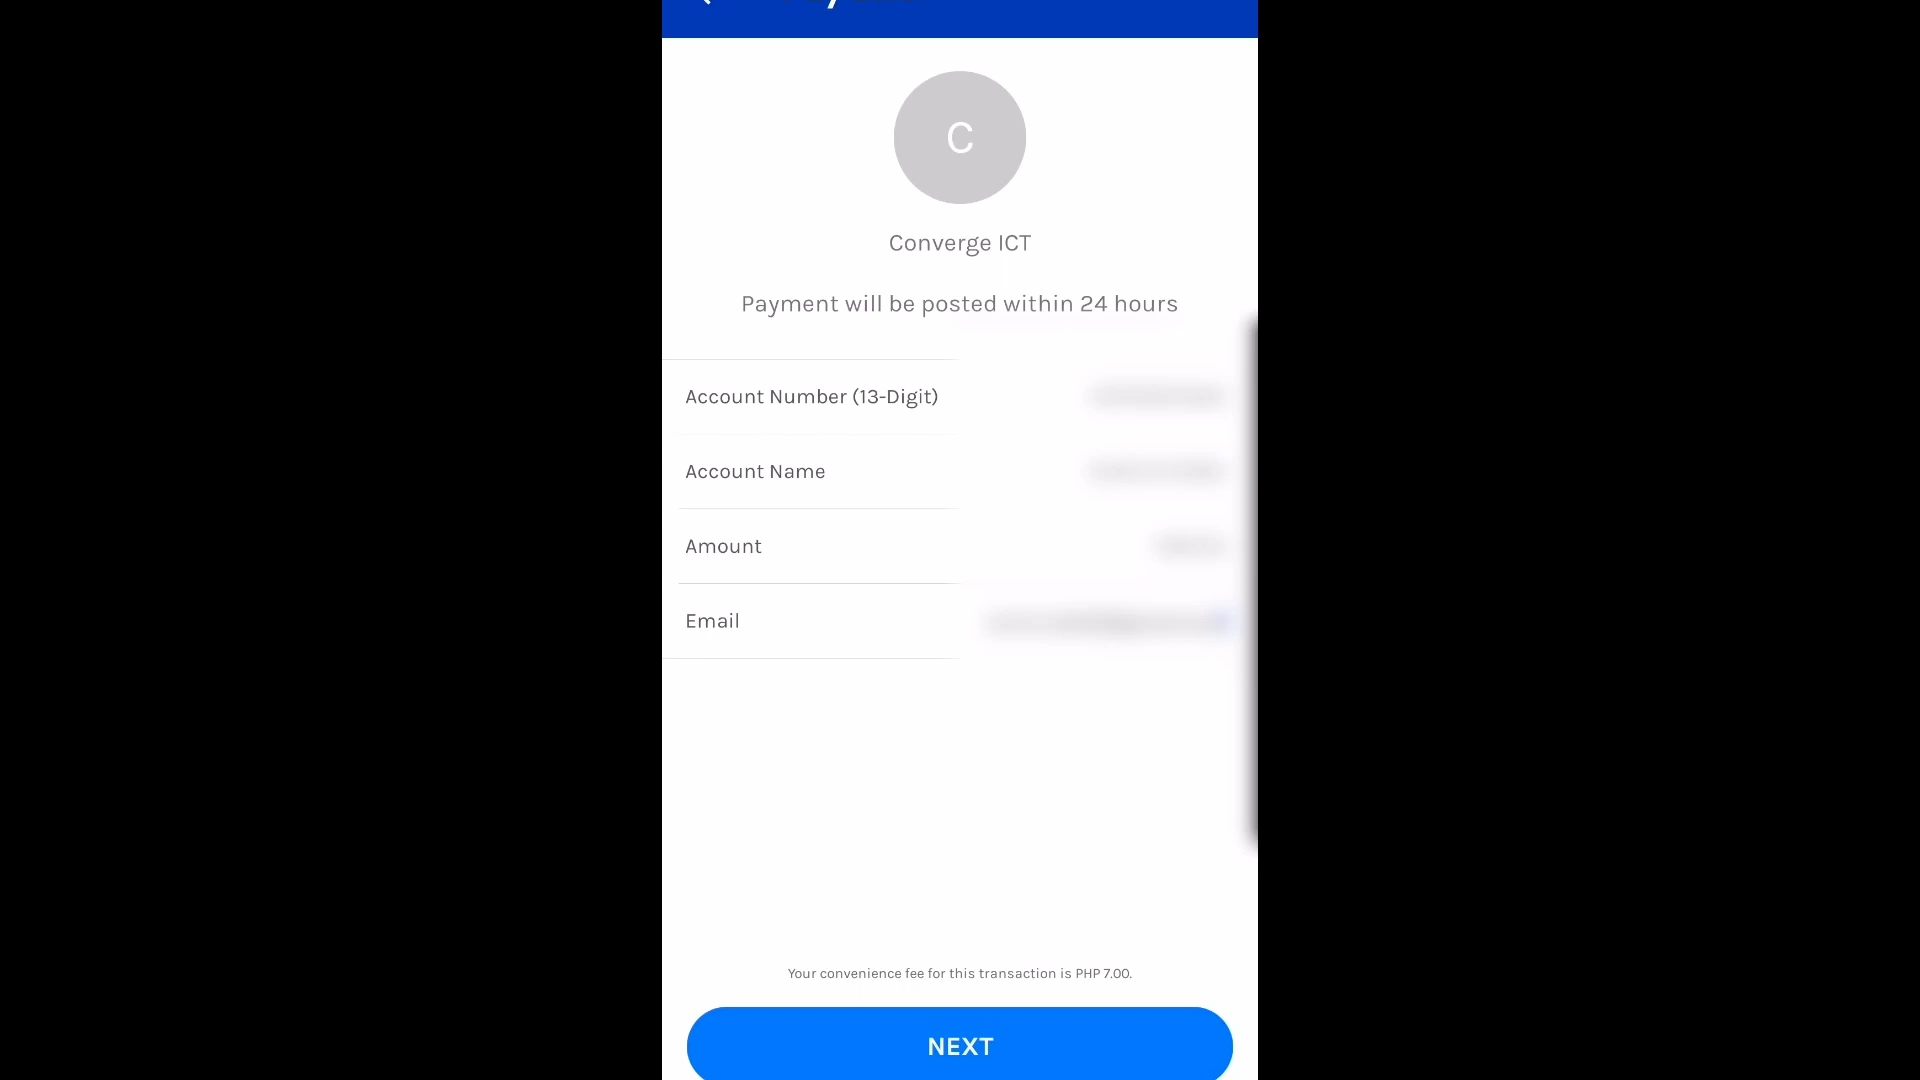 C
Converge ICT
Payment will be posted within 24 hours
Account Number (13-Digit)
Account Name
Amount
Email
Your convenience fee for this transaction is PHP 7.00.
NEXT